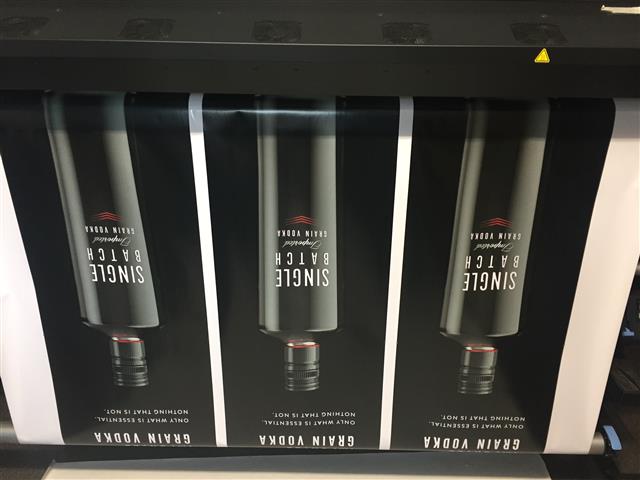 GRAIN VODKA
ONLY WHAT IS ESSENTIAL.
NOTHING THAT IS NOT.
SINGLE
BATCH
Imported
GRAIN VODKA
GRAIN VODKA
ONLY WHAT IS ESSENTIAL.
NOTHING THAT IS NOT.
SINGLE
BATCH
Imported
GRAIN VODKA
GRAIN VODKA
ONLY WHAT IS ESSENTIAL.
NOTHING THAT IS NOT.
SINGLE
BATCH
Imported
GRAIN VODKA